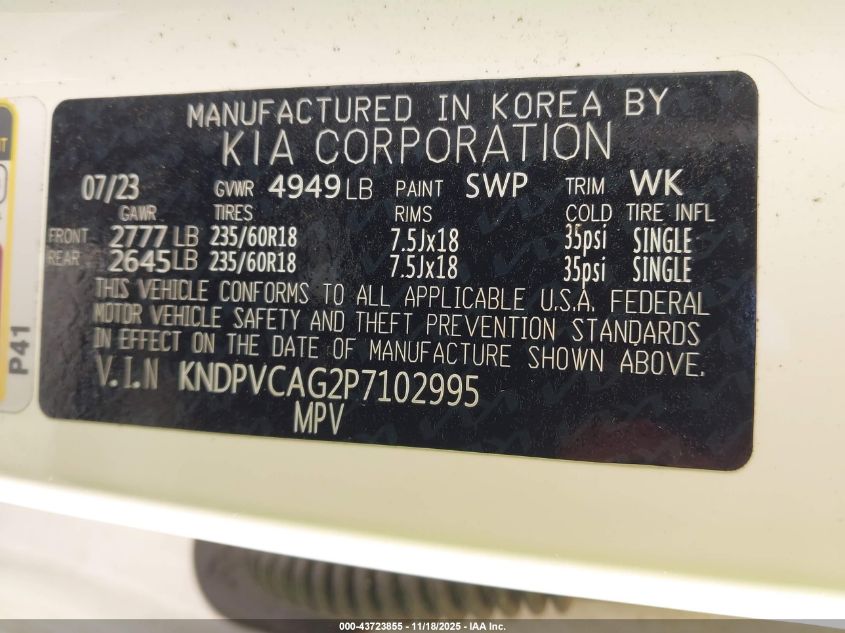 MANUFACTURED IN KOREA BY
KIA CORPORATION
07/23 GVWR 4949 LB PAINT SWP TRIM WK
GAWR TIRES RIMS COLD TIRE INFL
FRONT 2777 LB 235/60R18 7.5Jx18 35psi SINGLE
REAR 2645 LB 235/60R18 7.5Jx18 35psi SINGLE
THIS VEHICLE CONFORMS TO ALL APPLICABLE U.S.A. FEDERAL
MOTOR VEHICLE SAFETY AND THEFT PREVENTION STANDARDS
IN EFFECT ON THE DATE OF MANUFACTURE SHOWN ABOVE.
V.I.N KNDPVCAG2P7102995
MPV
P41
000-43723855 - 11/18/2025 - IAA Inc.